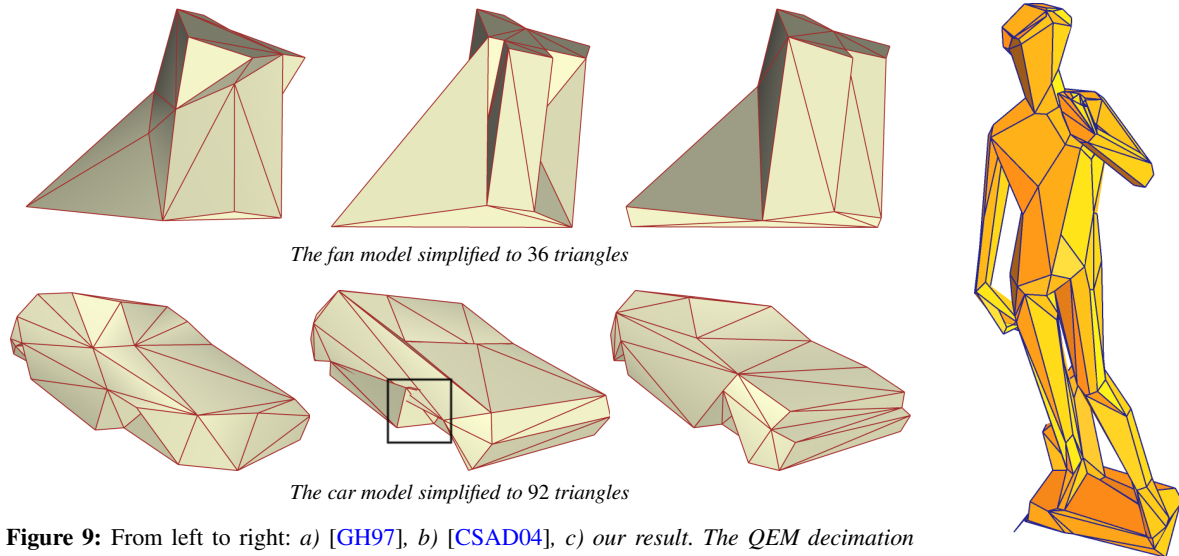 The fan model simplified to 36 triangles
The car model simplified to 92 triangles
Figure 9: From left to right: a) [GH97], b) [CSAD04], c) our result. The QEM decimation